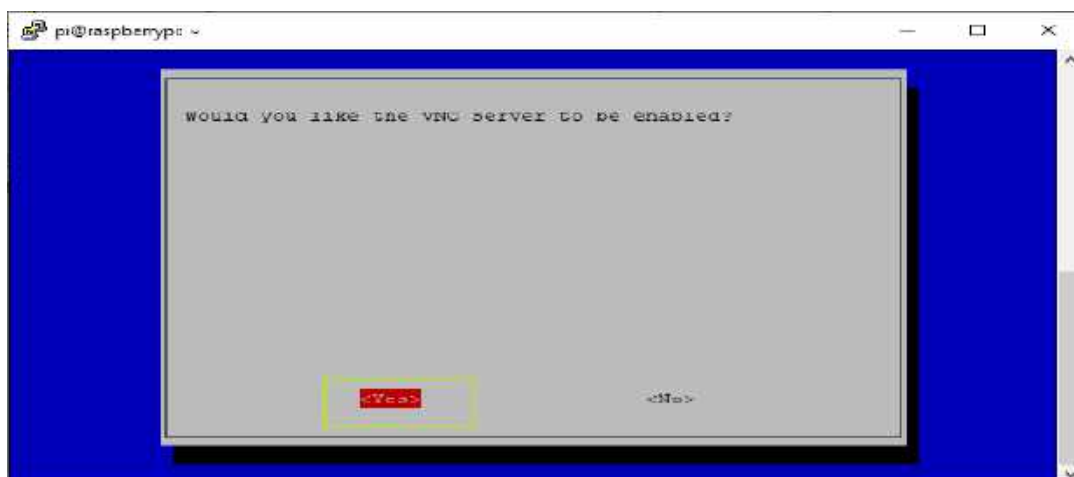 pi@raspberrypi: ~
Would you like the VNC Server to be enabled?
<Yes>
<No>